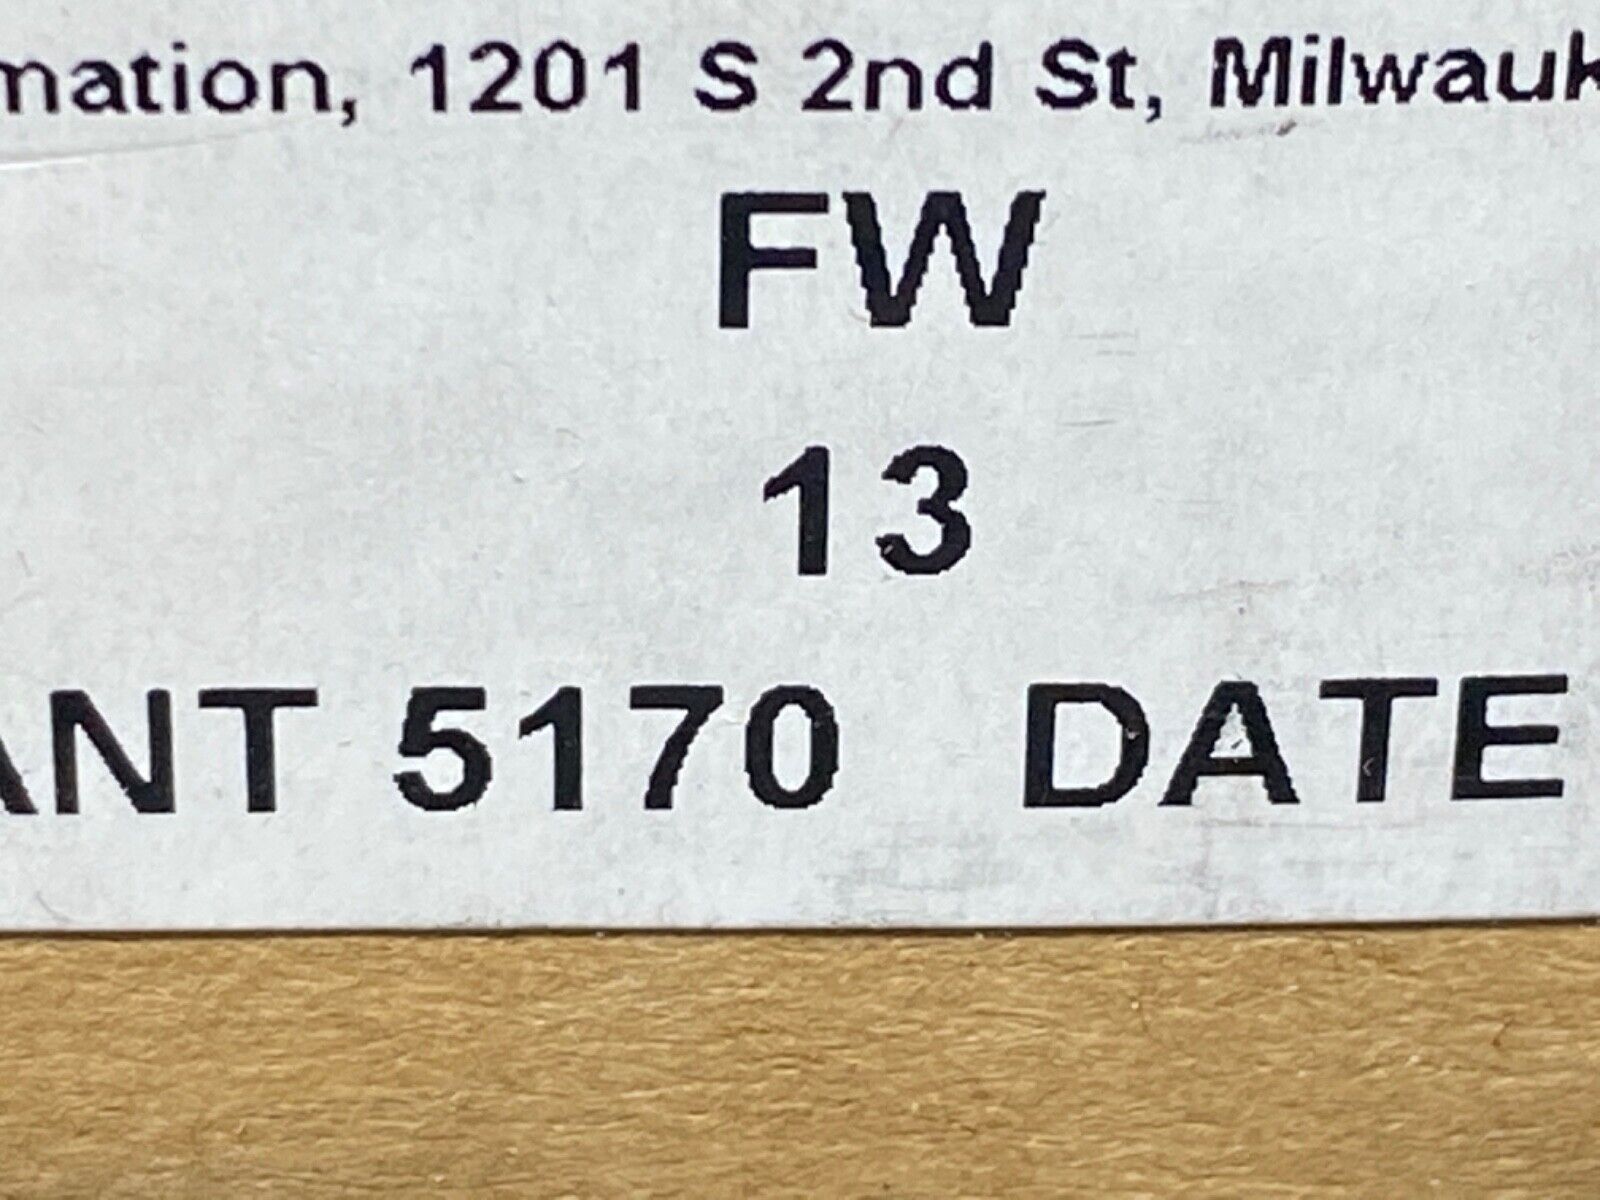 mation, 1201 S 2nd St, Milwauk
FW
13
ANT 5170 DATE